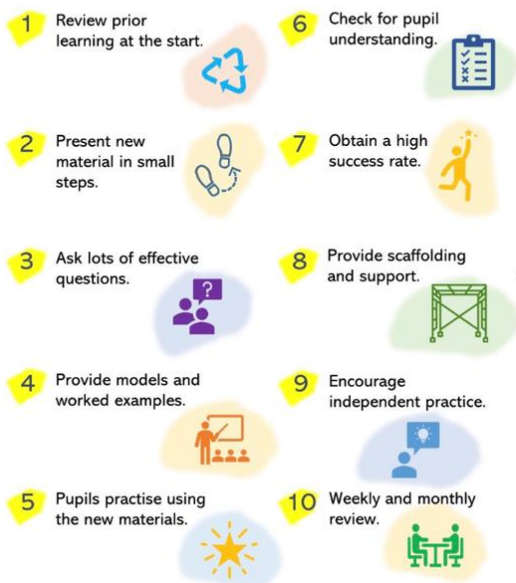 1
Review prior
learning at the start.
2
Present new
material in small
steps.
3
Ask lots of effective
questions.
?
4
Provide models and
worked examples.
5
Pupils practise using
the new materials.
6
Check for pupil
understanding.
7
Obtain a high
success rate.
8
Provide scaffolding
and support.
9
Encourage
independent practice.
10
Weekly and monthly
review.